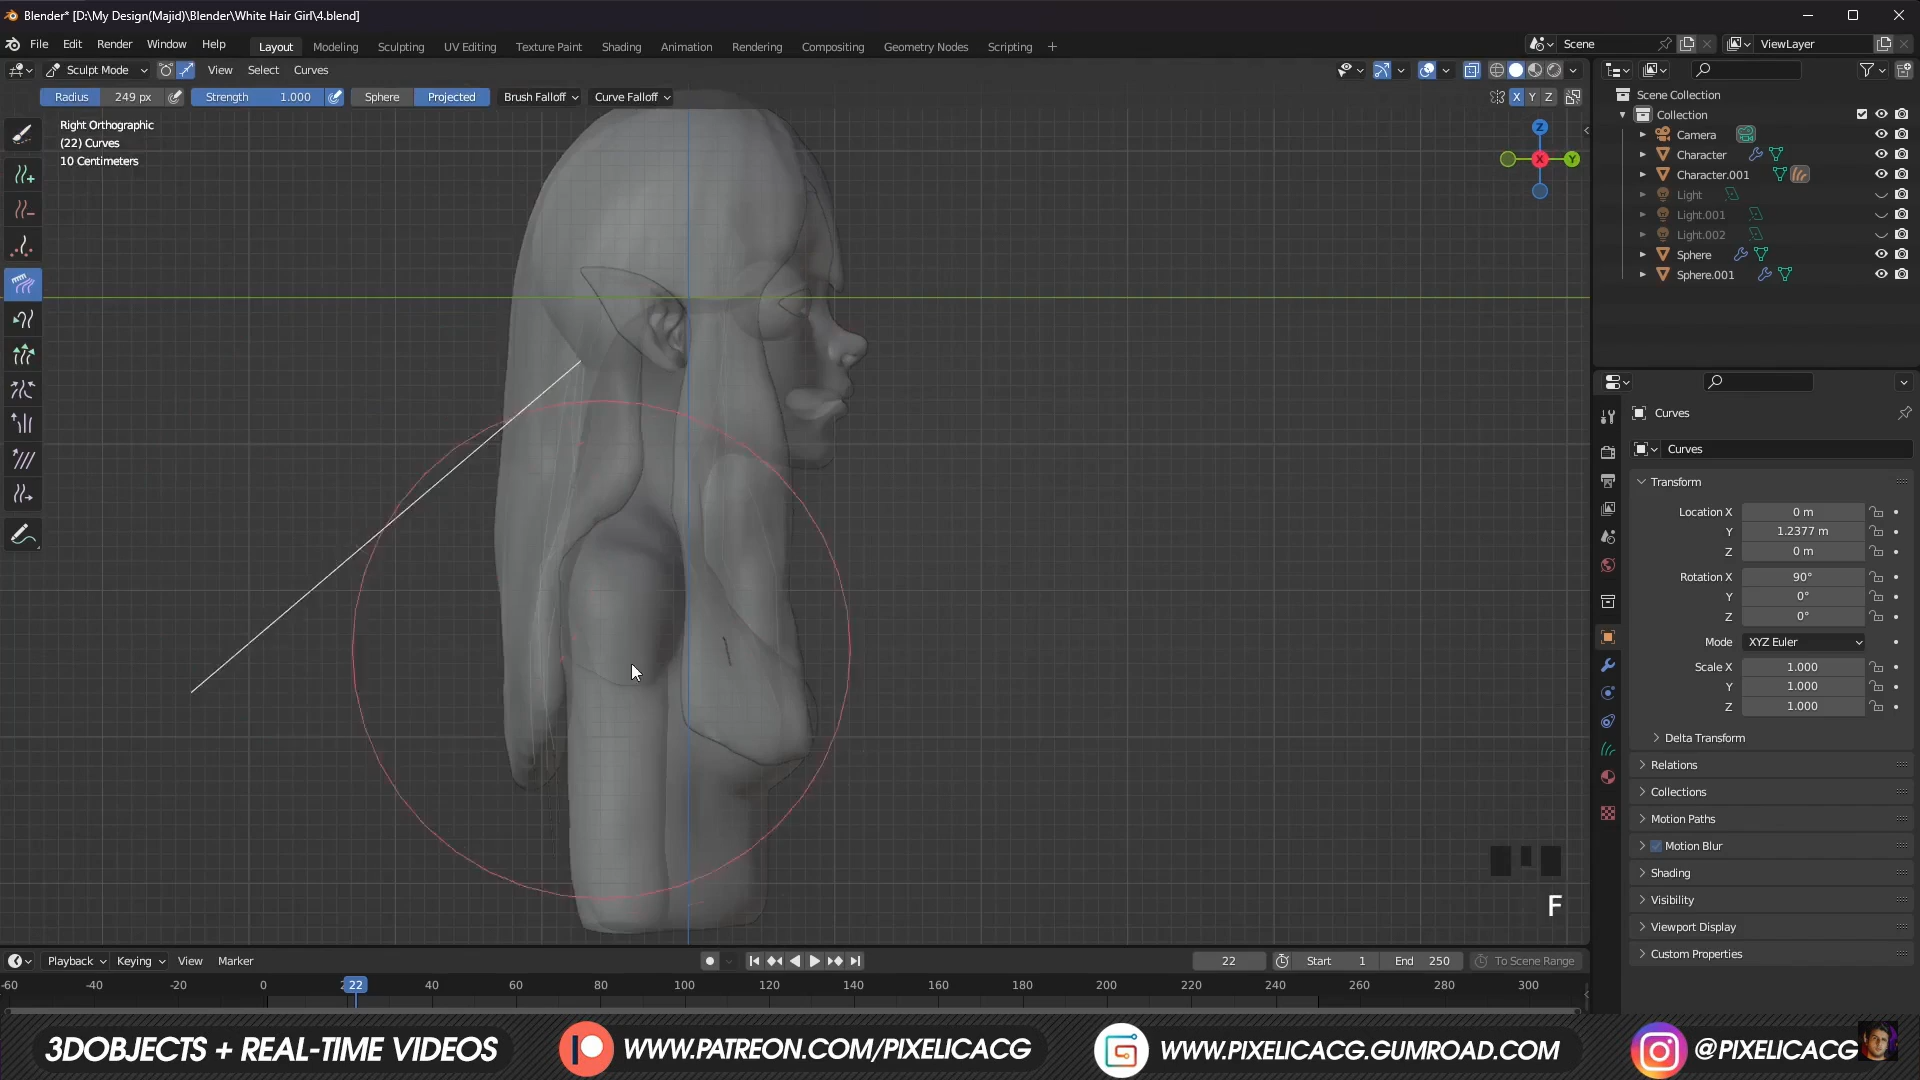 Blender* [D:\My Design(Majid)\Blender\White Hair Girl\4.blend]
File Edit Render Window Help Layout Modeling Sculpting UV Editing Texture Paint Shading Animation Rendering Compositing Geometry Nodes Scripting + Scene ViewLayer
Sculpt Mode View Select Curves
Radius 249 px Strength 1.000 Sphere Projected Brush Falloff Curve Falloff X Y Z
Right Orthographic
(22) Curves
10 Centimeters
Z
X
Y
Scene Collection
Collection
Camera
Character
Character.001
Light
Light.001
Light.002
Sphere
Sphere.001
Curves
Curves
Transform
Location X 0 m
Y 1.2377 m
Z 0 m
Rotation X 90°
Y 0°
Z 0°
Mode XYZ Euler
Scale X 1.000
Y 1.000
Z 1.000
Delta Transform
Relations
Collections
Motion Paths
Motion Blur
Shading
Visibility
Viewport Display
Custom Properties
F
Playback Keying View Marker 22 Start 1 End 250 To Scene Range
-60 -40 -20 0 22 40 60 80 100 120 140 160 180 200 220 240 260 280 300
3DOBJECTS + REAL-TIME VIDEOS WWW.PATREON.COM/PIXELICACG WWW.PIXELICACG.GUMROAD.COM @PIXELICACG